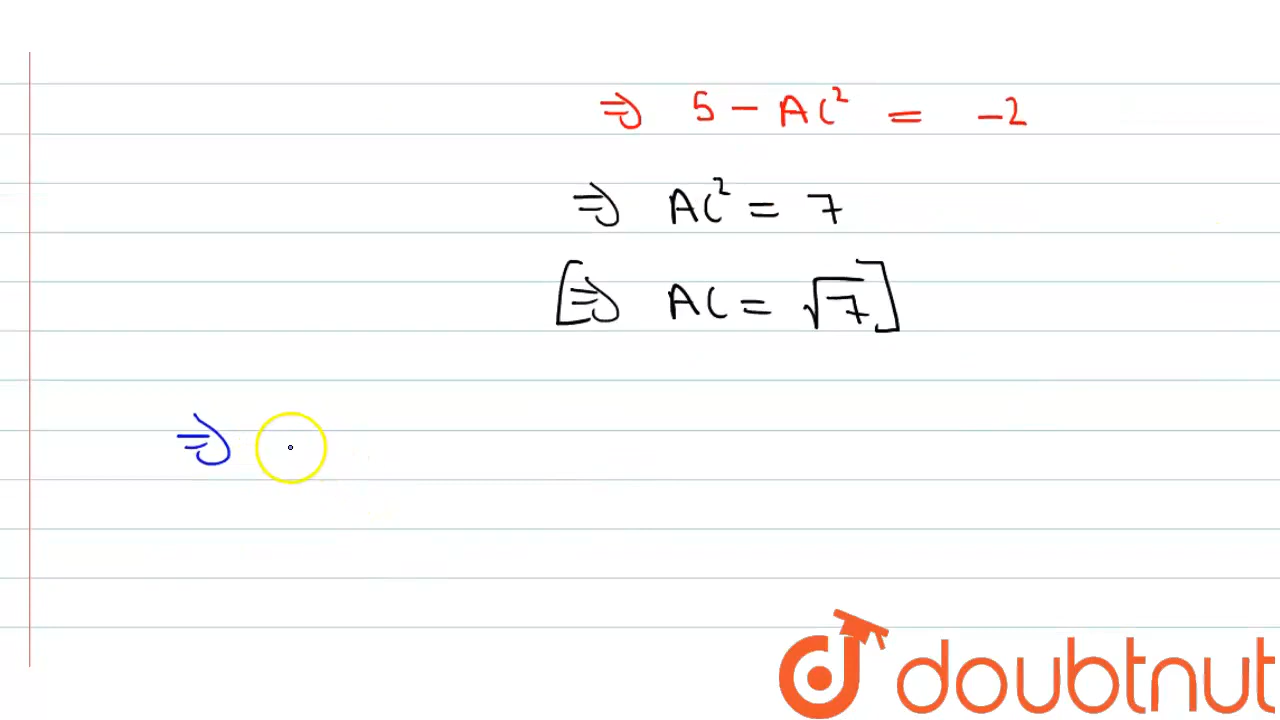 ⇒ 5 - AC² = -2
⇒ AC² = 7
[⇒ AC = √7]
⇒
doubtnut